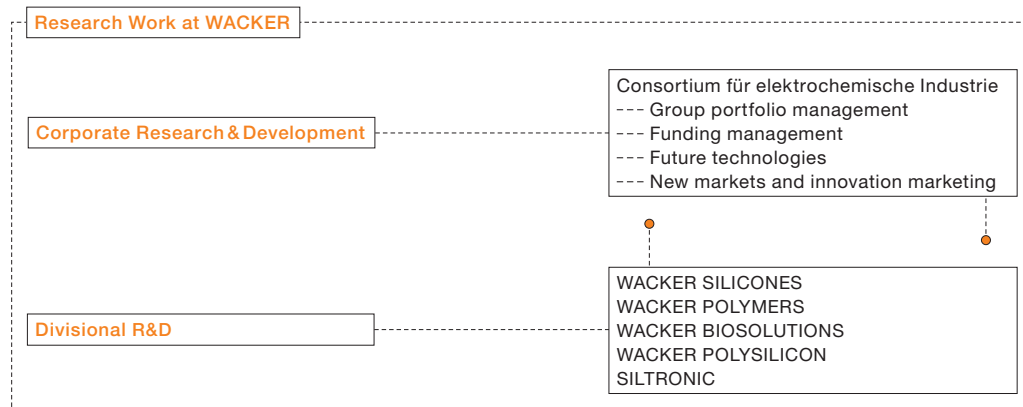 Research Work at WACKER
Consortium für elektrochemische Industrie
--- Group portfolio management
Corporate Research & Development
--- Funding management
--- Future technologies
--- New markets and innovation marketing
WACKER SILICONES
WACKER POLYMERS
Divisional R&D
WACKER BIOSOLUTIONS
WACKER POLYSILICON
SILTRONIC